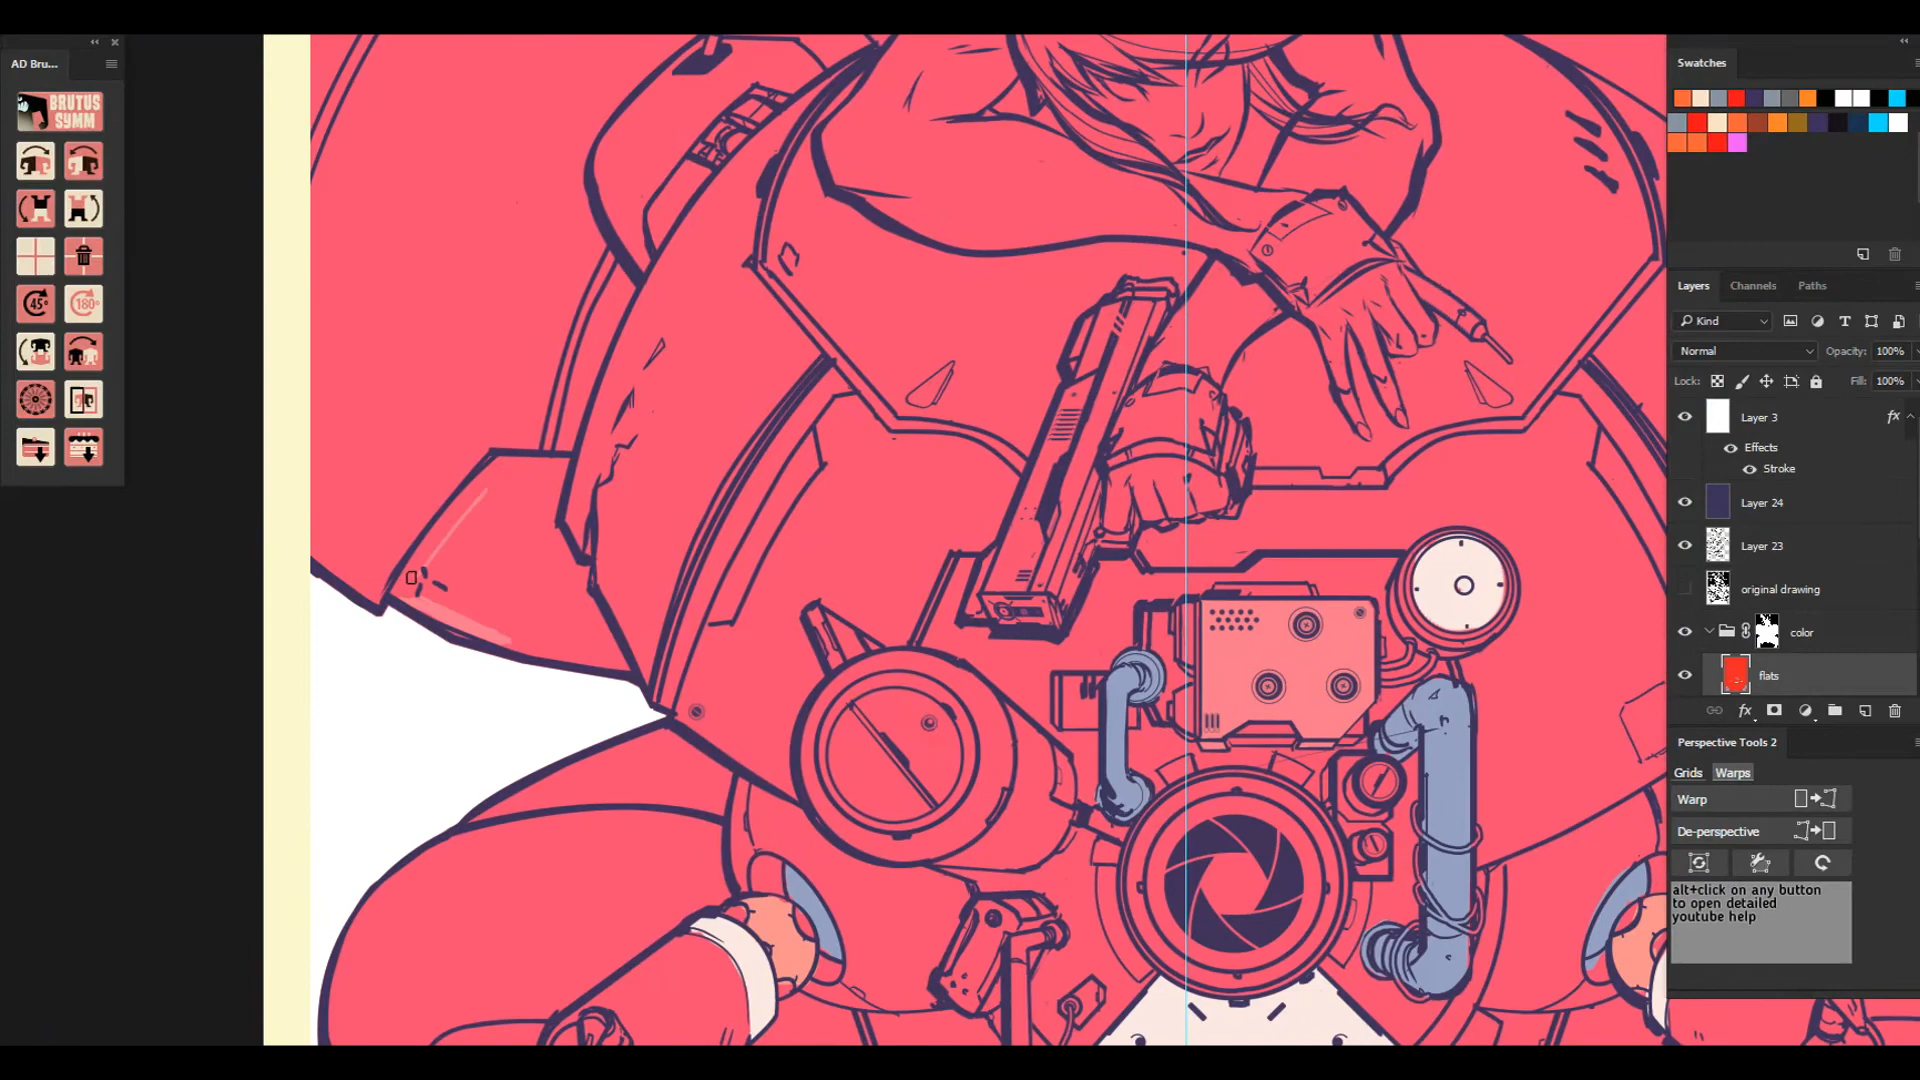 AD Bru...
BRUTUS
SYMM
45°
180°
Swatches
Layers
Channels
Paths
Kind
Normal
Opacity: 100%
Lock:
Fill: 100%
Layer 3
fx
Effects
Stroke
Layer 24
Layer 23
original drawing
color
flats
fx
Perspective Tools 2
Grids
Warps
Warp
De-perspective
alt+click on any button
to open detailed
youtube help